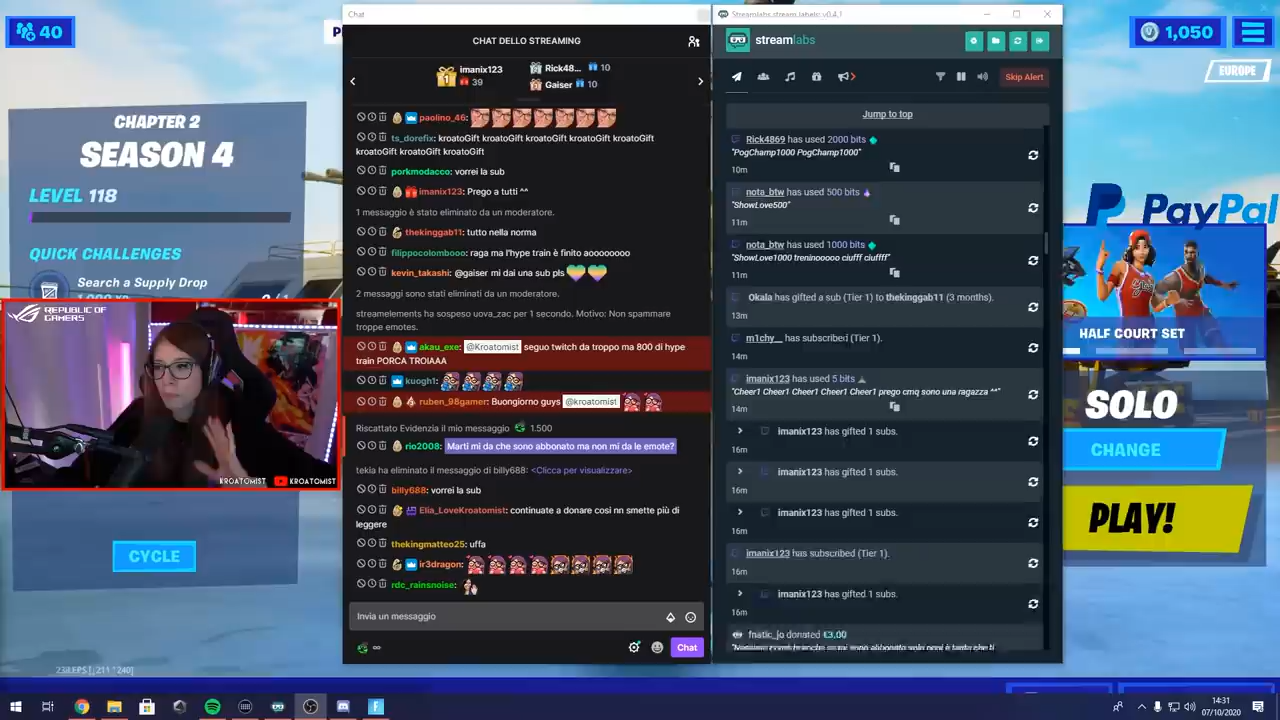 40
CHAPTER 2
SEASON 4
LEVEL 118
QUICK CHALLENGES
Search a Supply Drop
REPUBLIC OF
GAMERS
KROATOMIST
KROATOMIST
CYCLE
Chat
CHAT DELLO STREAMING
1
imanix123
39
Rick48... 10
Gaiser 10
paolino_46:
ts_dorefix: kroatoGift kroatoGift kroatoGift kroatoGift kroatoGift
kroatoGift kroatoGift kroatoGift
porkmodacco: vorrei la sub
imanix123: Prego a tutti ^^
1 messaggio è stato eliminato da un moderatore.
thekinggab11: tutto nella norma
filippocolombooo: raga ma l'hype train è finito aoooooooo
kevin_takashi: @gaiser mi dai una sub pls
2 messaggi sono stati eliminati da un moderatore.
streamelements ha sospeso uova_zac per 1 secondo. Motivo: Non spammare
troppe emotes.
akau_exe: @Kroatomist seguo twitch da troppo ma 800 di hype
train PORCA TROIAAA
kuogh1:
ruben_98gamer: Buongiorno guys @kroatomist
Riscattato Evidenzia il mio messaggio 1.500
rio2008: Marti mi da che sono abbonato ma non mi da le emote?
tekia ha eliminato il messaggio di billy688: <Clicca per visualizzare>
billy688: vorrei la sub
Elia_LoveKroatomist: continuate a donare cosi nn smette più di
leggere
thekingmatteo25: uffa
ir3dragon:
rdc_rainsnoise:
Invia un messaggio
Chat
Streamlabs stream labels: v0.4.1
streamlabs
Skip Alert
Jump to top
Rick4869 has used 2000 bits
"PogChamp1000 PogChamp1000"
10m
nota_btw has used 500 bits
"ShowLove500"
11m
nota_btw has used 1000 bits
"ShowLove1000 treninooooo ciufff ciuffff"
11m
Okala has gifted a sub (Tier 1) to thekinggab11 (3 months).
13m
m1chy__ has subscribed (Tier 1).
14m
imanix123 has used 5 bits
"Cheer1 Cheer1 Cheer1 Cheer1 Cheer1 prego cmq sono una ragazza ^^"
14m
imanix123 has gifted 1 subs.
16m
imanix123 has gifted 1 subs.
16m
imanix123 has gifted 1 subs.
16m
imanix123 has subscribed (Tier 1).
16m
imanix123 has gifted 1 subs.
16m
fnatic_jo donated €3.00
1,050
EUROPE
PayPal
HALF COURT SET
SOLO
CHANGE
PLAY!
14:31
07/10/2020